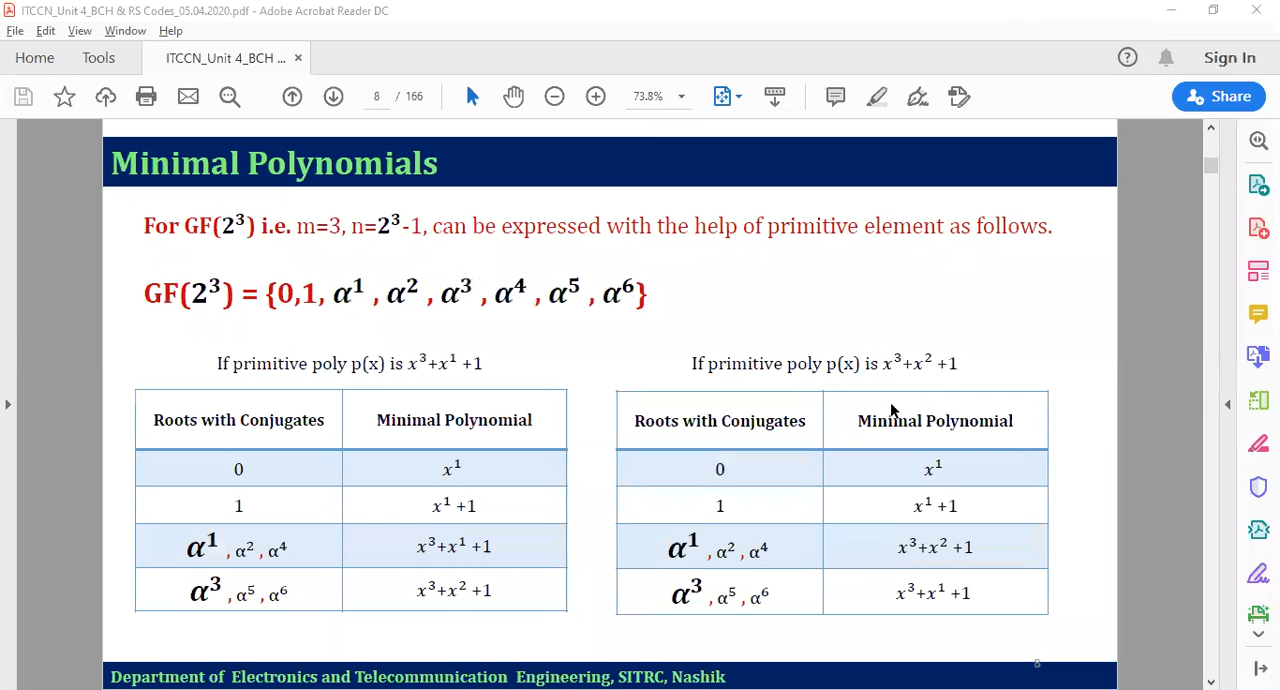 ITCCN_Unit 4_BCH & RS Codes_05.04.2020.pdf - Adobe Acrobat Reader DC
File Edit View Window Help
Home Tools ITCCN_Unit 4_BCH ... × Sign In
8 / 166 73.8% Share
Minimal Polynomials
For GF(2³) i.e. m=3, n=2³-1, can be expressed with the help of primitive element as follows.
GF(2³) = {0,1, α¹ , α² , α³ , α⁴ , α⁵ , α⁶}
If primitive poly p(x) is x³+x¹ +1
Roots with Conjugates Minimal Polynomial
0 x¹
1 x¹ +1
α¹ , α² , α⁴ x³+x¹ +1
α³ , α⁵ , α⁶ x³+x² +1
If primitive poly p(x) is x³+x² +1
Roots with Conjugates Minimal Polynomial
0 x¹
1 x¹ +1
α¹ , α² , α⁴ x³+x² +1
α³ , α⁵ , α⁶ x³+x¹ +1
8
Department of Electronics and Telecommunication Engineering, SITRC, Nashik